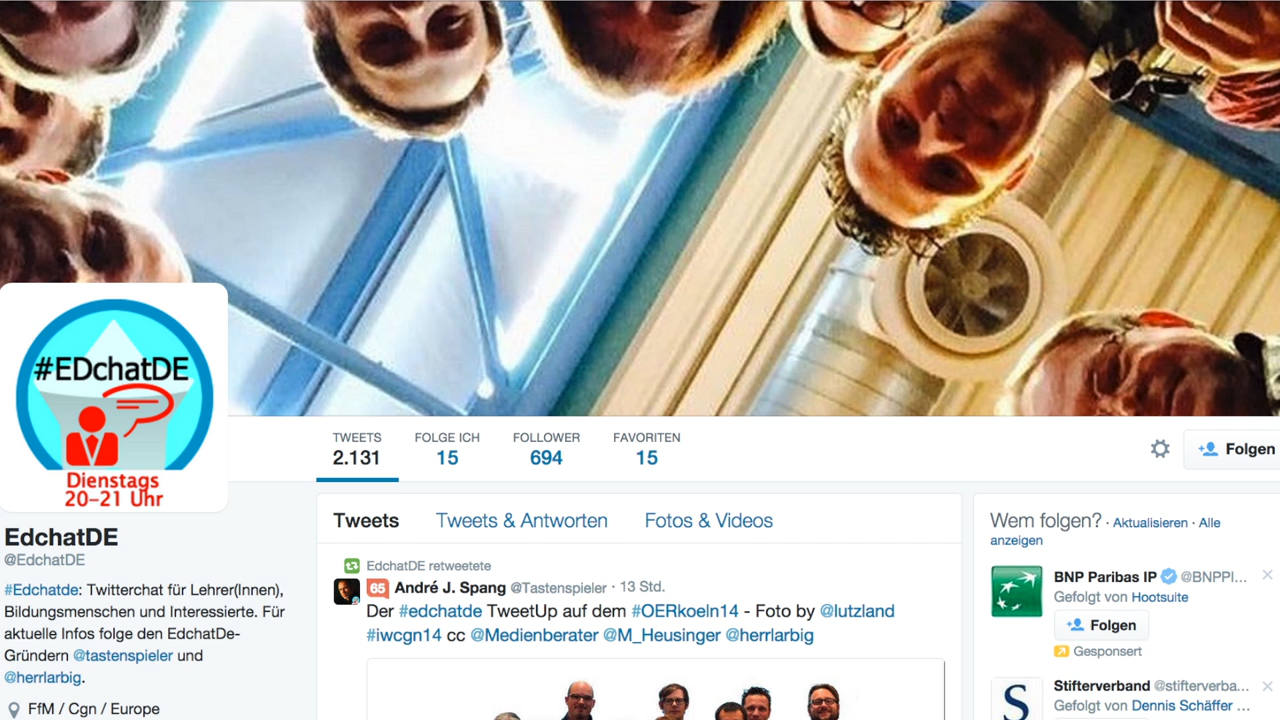 #EDchatDE
Dienstags
20-21 Uhr
EdchatDE
@EdchatDE
#Edchatde: Twitterchat für Lehrer(Innen),
Bildungsmenschen und Interessierte. Für
aktuelle Infos folge den EdchatDe-
Gründern @tastenspieler und
@herrlarbig.
FfM / Cgn / Europe
TWEETS FOLGE ICH FOLLOWER FAVORITEN
2.131 15 694 15
Folgen
Tweets Tweets & Antworten Fotos & Videos
EdchatDE retweetete
65 André J. Spang @Tastenspieler · 13 Std.
Der #edchatde TweetUp auf dem #OERkoeln14 - Foto by @lutzland
#iwcgn14 cc @Medienberater @M_Heusinger @herrlarbig
Wem folgen? · Aktualisieren · Alle
anzeigen
BNP Paribas IP @BNPPI...
Gefolgt von Hootsuite
Folgen
Gesponsert
S
Stifterverband @stifterverba...
Gefolgt von Dennis Schäffer ...